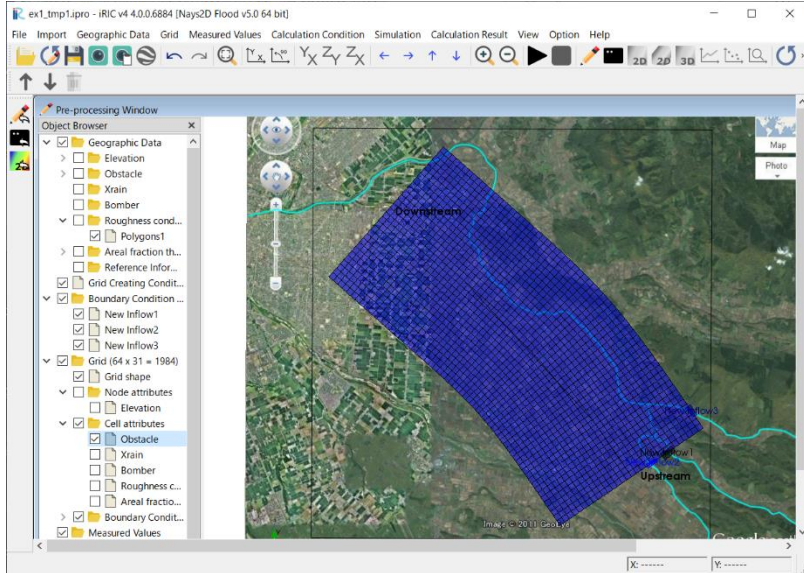 ex1_tmp1.ipro - iRIC v4 4.0.0.6884 [Nays2D Flood v5.0 64 bit]
File Import Geographic Data Grid Measured Values Calculation Condition Simulation Calculation Result View Option Help
Pre-processing Window
Object Browser
Geographic Data
Elevation
Obstacle
Xrain
Bomber
Roughness cond...
Polygons1
Areal fraction th...
Reference Infor...
Grid Creating Condit...
Boundary Condition ...
New Inflow1
New Inflow2
New Inflow3
Grid (64 x 31 = 1984)
Grid shape
Node attributes
Elevation
Cell attributes
Obstacle
Xrain
Bomber
Roughness c...
Areal fractio...
Boundary Condit...
Measured Values
Map
Photo
Downstream
New Inflow3
New Inflow1
Upstream
Image © 2011 GeoEye
X: ------
Y: ------